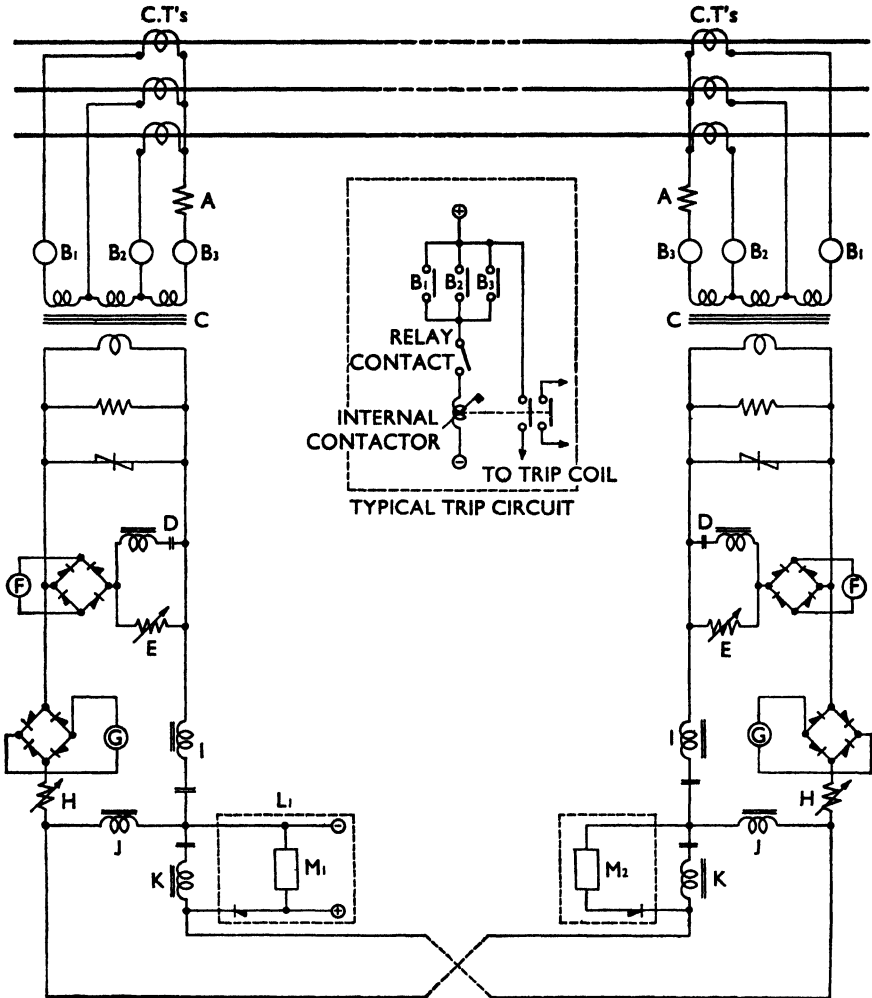 C.T's C.T's
A A
B1 B2 B3 B3 B2 B1
C C
⊕
B1 B2 B3
RELAY
CONTACT
INTERNAL
CONTACTOR
⊖
TO TRIP COIL
TYPICAL TRIP CIRCUIT
D D
F F
E E
G G
I I
H H
L1
J J
⊖
K M1 M2 K
⊕